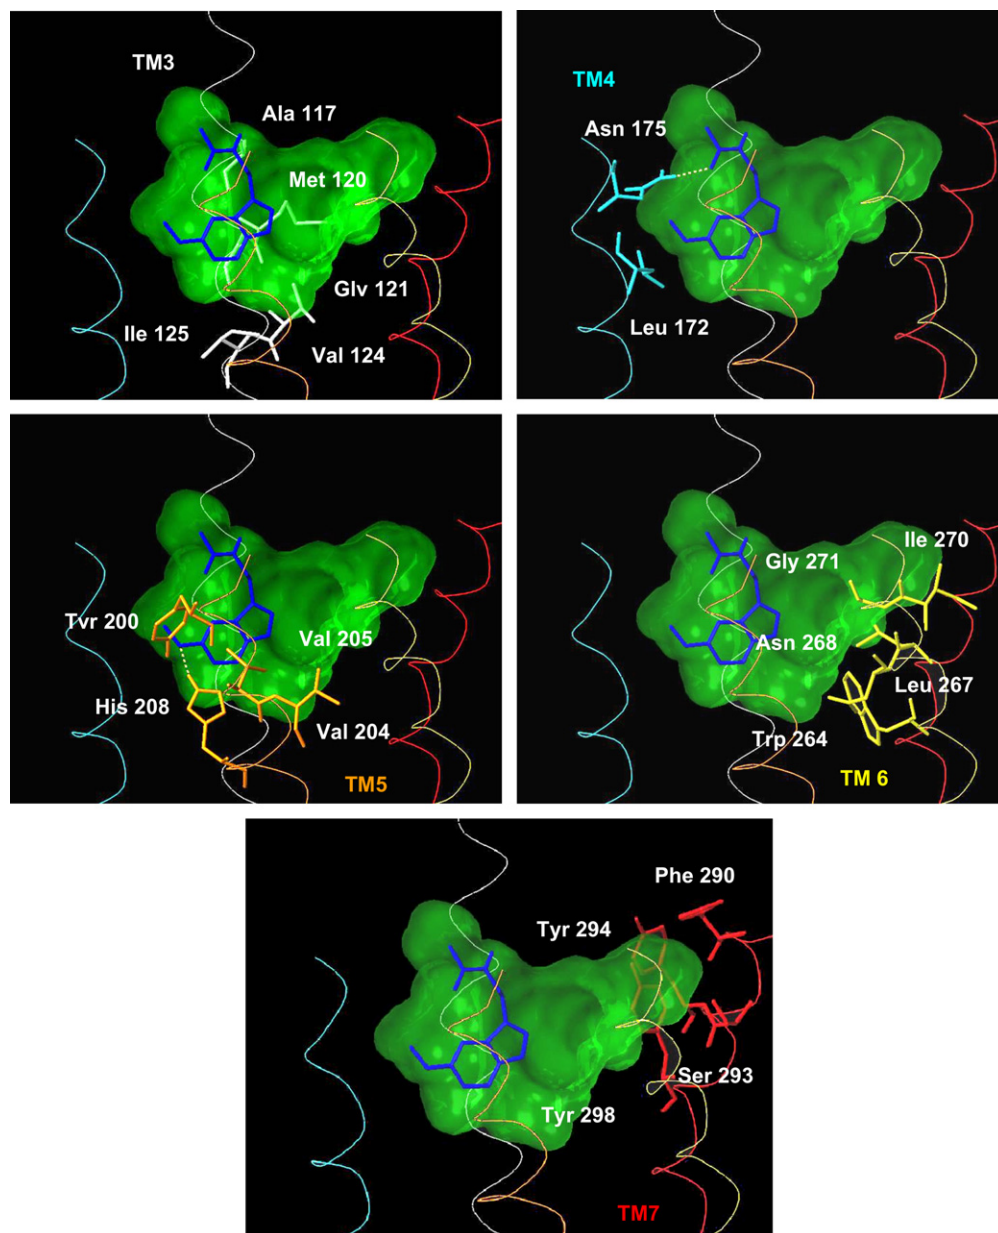 TM3
Ala 117
Met 120
Glv 121
Ile 125
Val 124
TM4
Asn 175
Leu 172
Tvr 200
Val 205
His 208
Val 204
TM5
Ile 270
Gly 271
Asn 268
Leu 267
Trp 264
TM 6
Phe 290
Tyr 294
Ser 293
Tyr 298
TM7